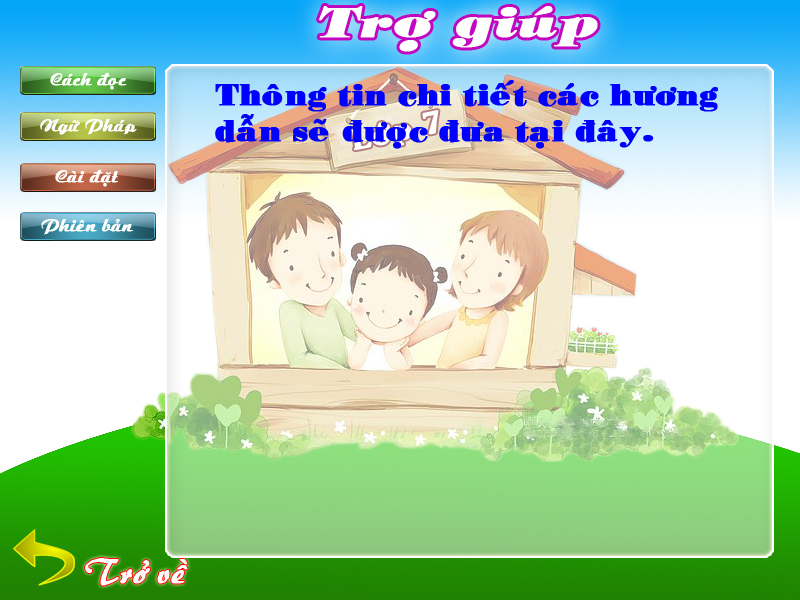 Trợ giúp
Cách đọc
Ngữ Pháp
Cài đặt
Phiên bản
Thông tin chi tiết các hương
dẫn sẽ được đưa tại đây.
7
Trở về